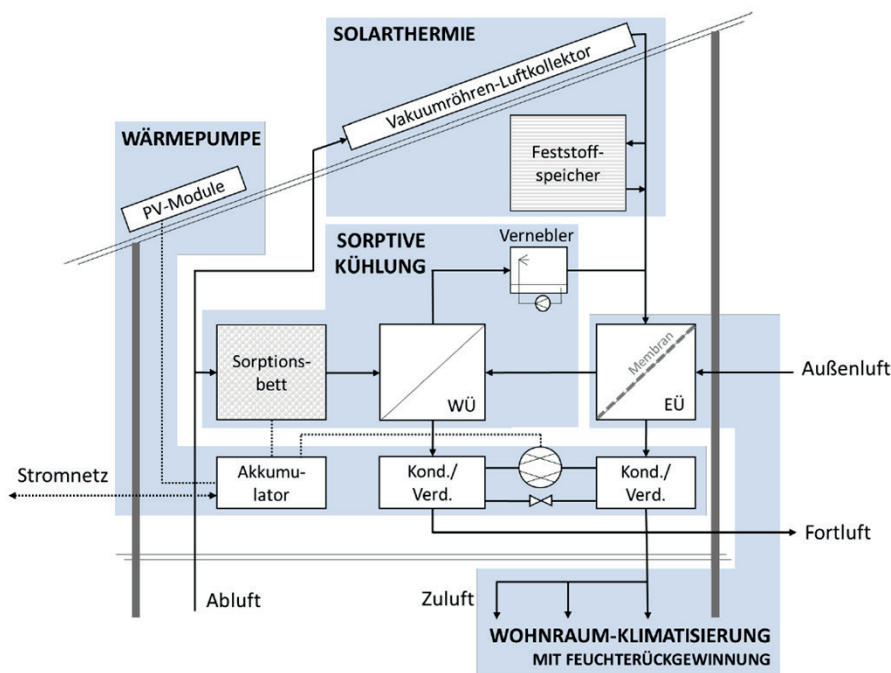 SOLARTHERMIE
Vakuumröhren-Luftkollektor
WÄRMEPUMPE
Feststoff-
speicher
PV-Module
SORPTIVE
KÜHLUNG
Vernebler
Sorptions-
bett
WÜ
Membran
EÜ
Außenluft
Stromnetz
Akkumu-
lator
Kond./
Verd.
Kond./
Verd.
Fortluft
Abluft
Zuluft
WOHNRAUM-KLIMATISIERUNG
MIT FEUCHTERÜCKGEWINNUNG